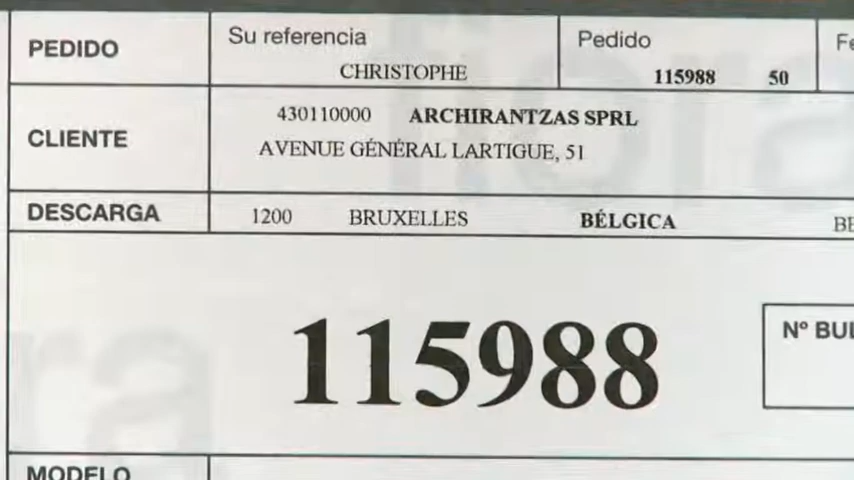 PEDIDO Su referencia Pedido
CHRISTOPHE 115988 50
CLIENTE 430110000 ARCHIRANTZAS SPRL
AVENUE GÉNÉRAL LARTIGUE, 51
DESCARGA 1200 BRUXELLES BÉLGICA
115988
Nº
MODELO